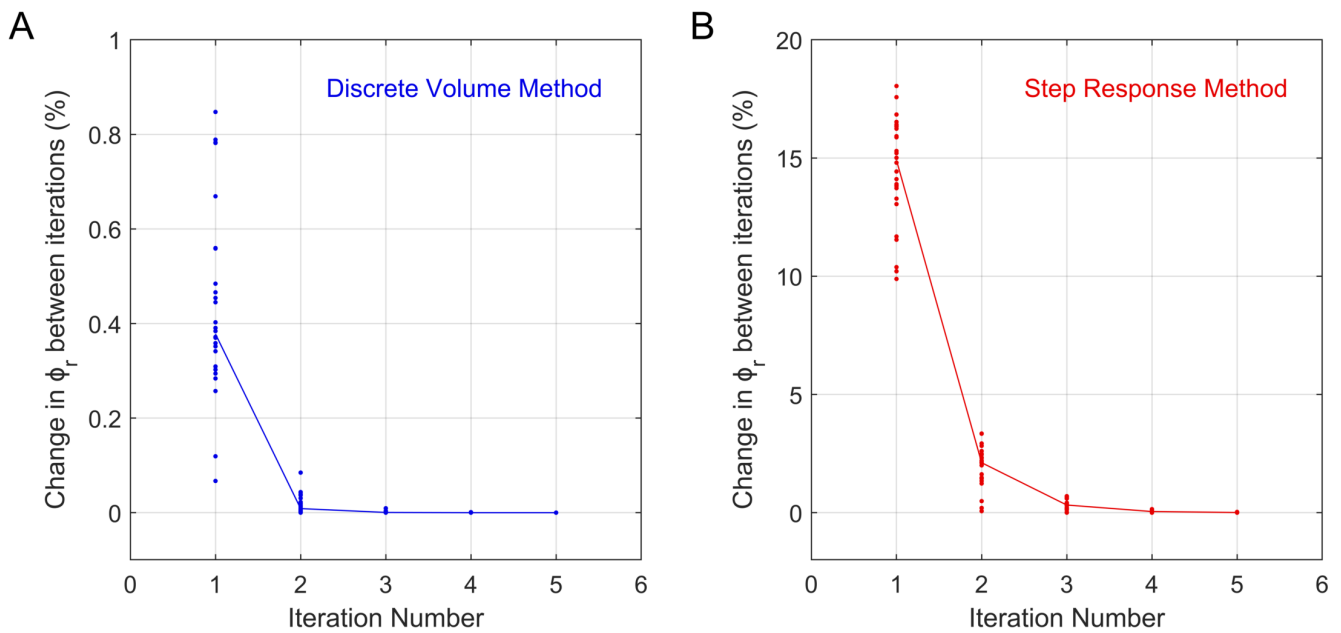 A
Discrete Volume Method
Change in ϕr between iterations (%)
1
0.8
0.6
0.4
0.2
0
0 1 2 3 4 5 6
Iteration Number
B
Step Response Method
Change in ϕr between iterations (%)
20
15
10
5
0
0 1 2 3 4 5 6
Iteration Number